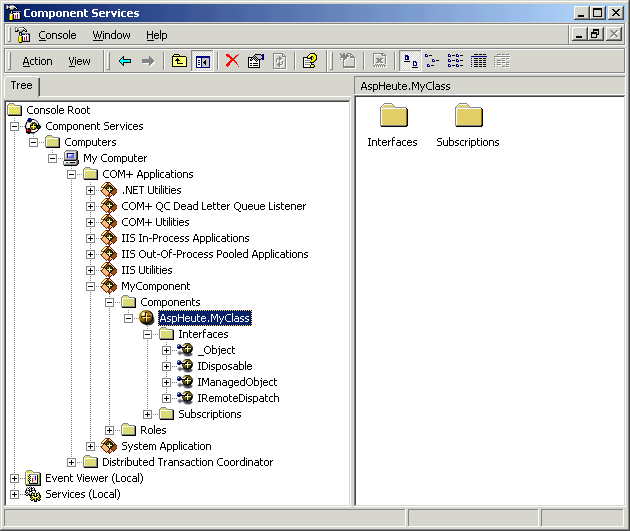 Component Services
Console Window Help
Action View
Tree
AspHeute.MyClass
Console Root
Component Services
Computers
My Computer
COM+ Applications
.NET Utilities
COM+ QC Dead Letter Queue Listener
COM+ Utilities
IIS In-Process Applications
IIS Out-Of-Process Pooled Applications
IIS Utilities
MyComponent
Components
AspHeute.MyClass
Interfaces
_Object
IDisposable
IManagedObject
IRemoteDispatch
Subscriptions
Roles
System Application
Distributed Transaction Coordinator
Event Viewer (Local)
Services (Local)
Interfaces
Subscriptions